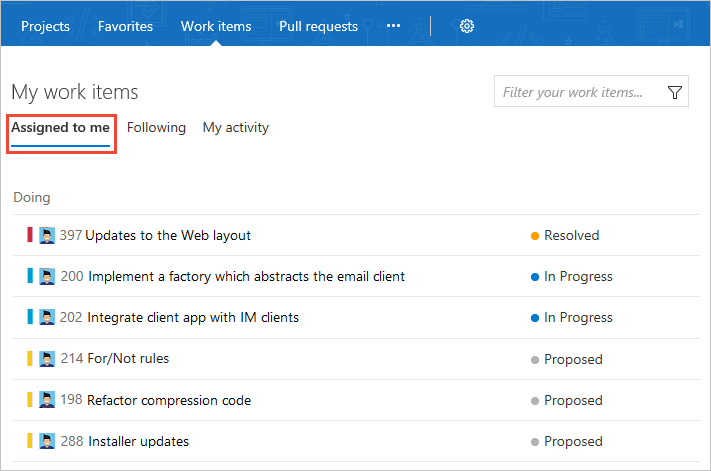 Projects Favorites Work items Pull requests ···
My work items
Filter your work items...
Assigned to me Following My activity
Doing
397 Updates to the Web layout Resolved
200 Implement a factory which abstracts the email client In Progress
202 Integrate client app with IM clients In Progress
214 For/Not rules Proposed
198 Refactor compression code Proposed
288 Installer updates Proposed